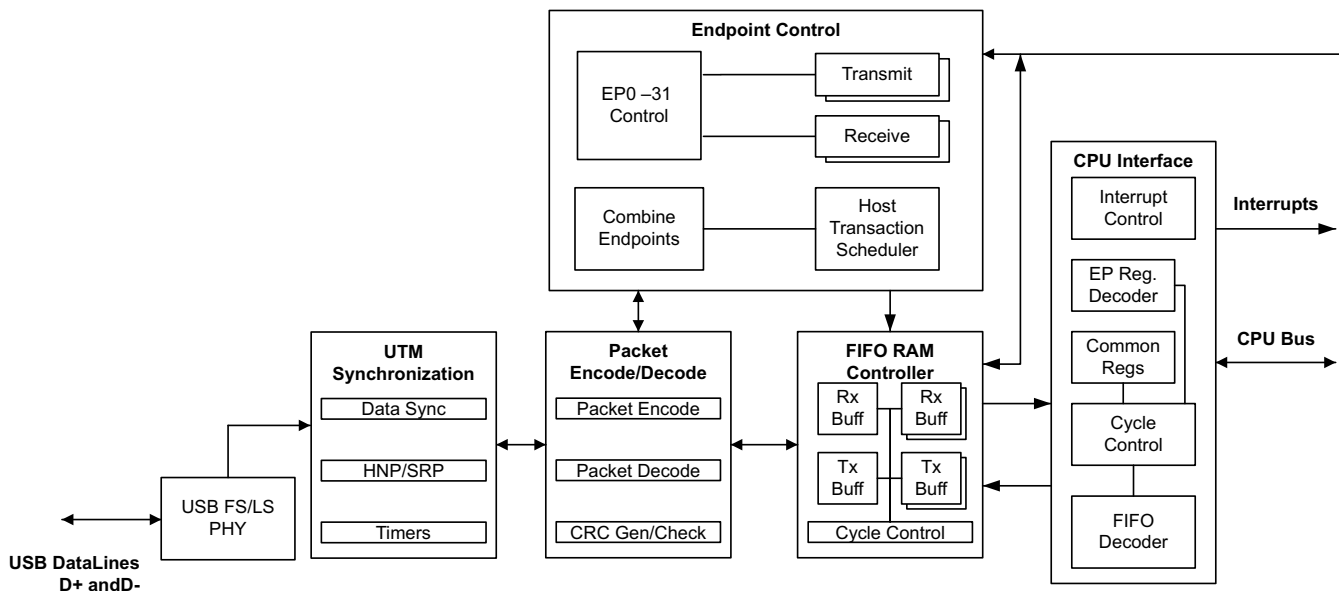 Endpoint Control
EP0 –31
Control
Transmit
Receive
Combine
Endpoints
Host
Transaction
Scheduler
CPU Interface
Interrupt
Control
EP Reg.
Decoder
Common
Regs
Cycle
Control
FIFO
Decoder
Interrupts
CPU Bus
UTM
Synchronization
Data Sync
HNP/SRP
Timers
Packet
Encode/Decode
Packet Encode
Packet Decode
CRC Gen/Check
FIFO RAM
Controller
Rx
Buff
Rx
Buff
Tx
Buff
Tx
Buff
Cycle Control
USB FS/LS
PHY
USB DataLines
D+ andD-